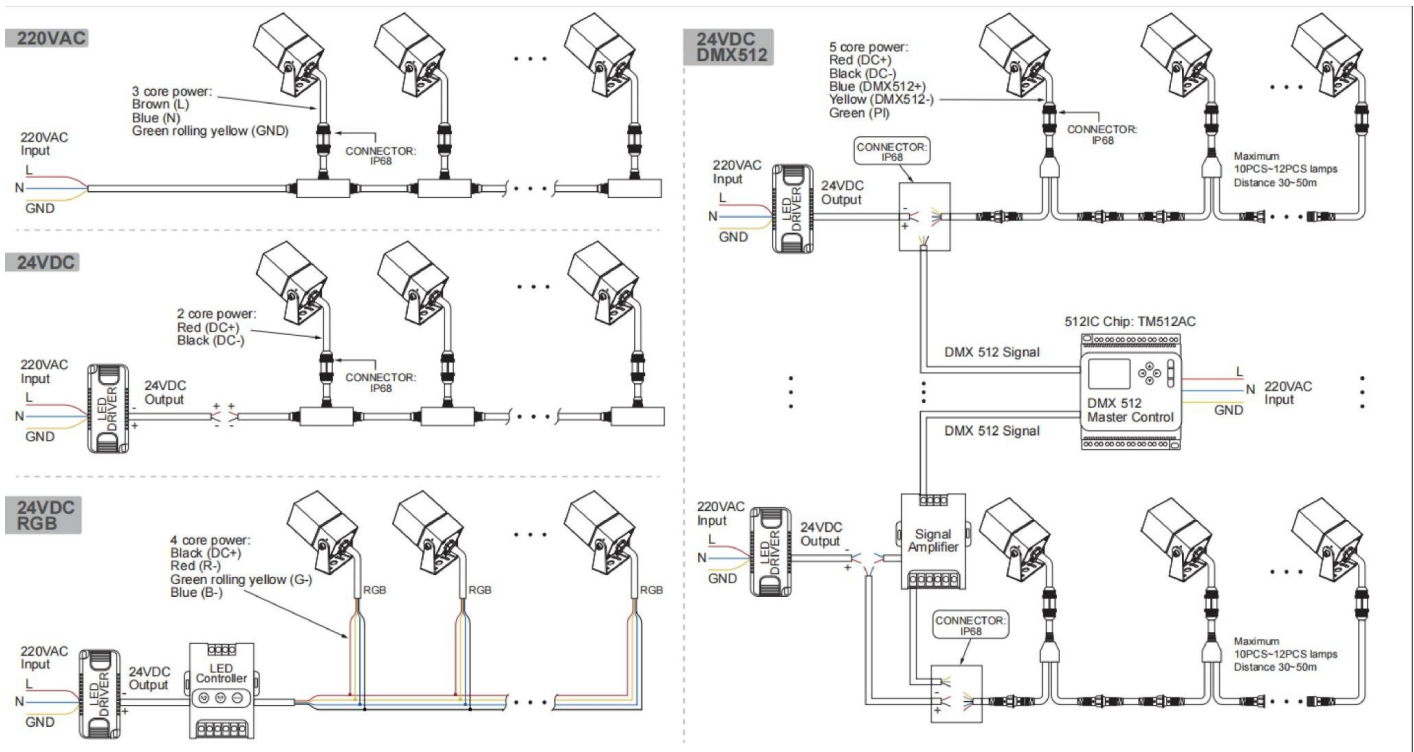 220VAC
3 core power:
Brown (L)
Blue (N)
Green rolling yellow (GND)
220VAC
Input
L
N
GND
CONNECTOR:
IP68
24VDC
2 core power:
Red (DC+)
Black (DC-)
220VAC
Input
L
N
GND
LED
DRIVER
24VDC
Output
-
+
+ +
- -
CONNECTOR:
IP68
24VDC
RGB
4 core power:
Black (DC+)
Red (R-)
Green rolling yellow (G-)
Blue (B-)
RGB
RGB
RGB
220VAC
Input
L
N
GND
LED
DRIVER
24VDC
Output
-
+
LED
Controller
24VDC
DMX512
5 core power:
Red (DC+)
Black (DC-)
Blue (DMX512+)
Yellow (DMX512-)
Green (PI)
CONNECTOR:
IP68
CONNECTOR:
IP68
Maximum
10PCS~12PCS lamps
Distance 30~50m
220VAC
Input
L
N
GND
LED
DRIVER
24VDC
Output
-
+
512IC Chip: TM512AC
DMX 512 Signal
DMX 512
Master Control
L
N
GND
220VAC
Input
DMX 512 Signal
220VAC
Input
L
N
GND
LED
DRIVER
24VDC
Output
-
+
Signal
Amplifier
CONNECTOR:
IP68
-
+
Maximum
10PCS~12PCS lamps
Distance 30~50m